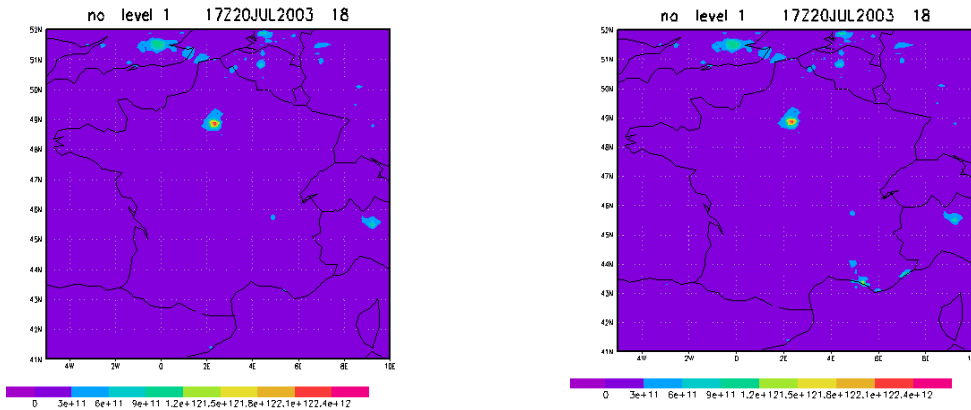 no level 1 17Z20JUL2003 18
52N
51N
50N
49N
48N
47N
46N
45N
44N
43N
42N
41N
4W 2W 0 2E 4E 6E 8E 10E
0 3e+11 6e+11 9e+11 1.2e+121.5e+121.8e+122.1e+122.4e+12
no level 1 17Z20JUL2003 18
52N
51N
50N
49N
48N
47N
46N
45N
44N
43N
42N
41N
4W 2W 0 2E 4E 6E 8E
0 3e+11 6e+11 9e+11 1.2e+121.5e+121.8e+122.1e+122.4e+12